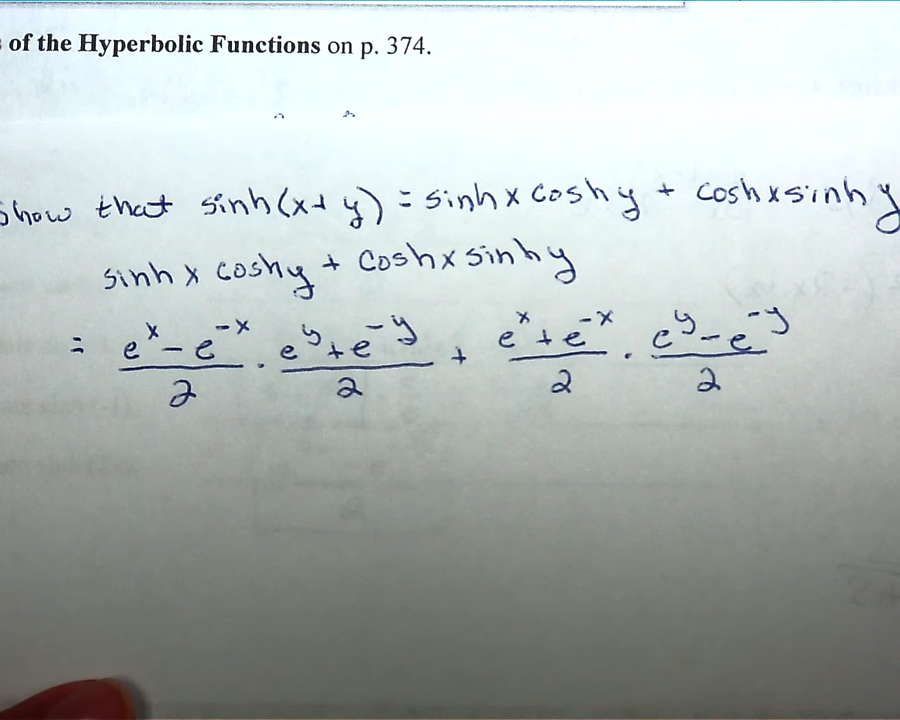 of the Hyperbolic Functions on p. 374.
Show that sinh(x+y) = sinh x cosh y + cosh x sinh y
sinh x cosh y + cosh x sinh y
= (e^x - e^-x)/2 · (e^y + e^-y)/2 + (e^x + e^-x)/2 · (e^y - e^-y)/2